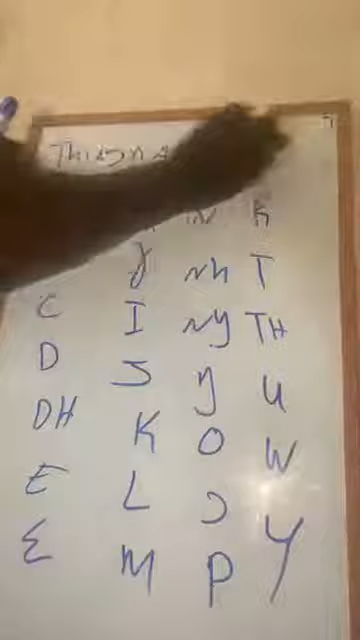 N R
Ɣ NH T
C I NY TH
D J Ŋ U
DH K O W
E L Ɔ
Ɛ M P Y